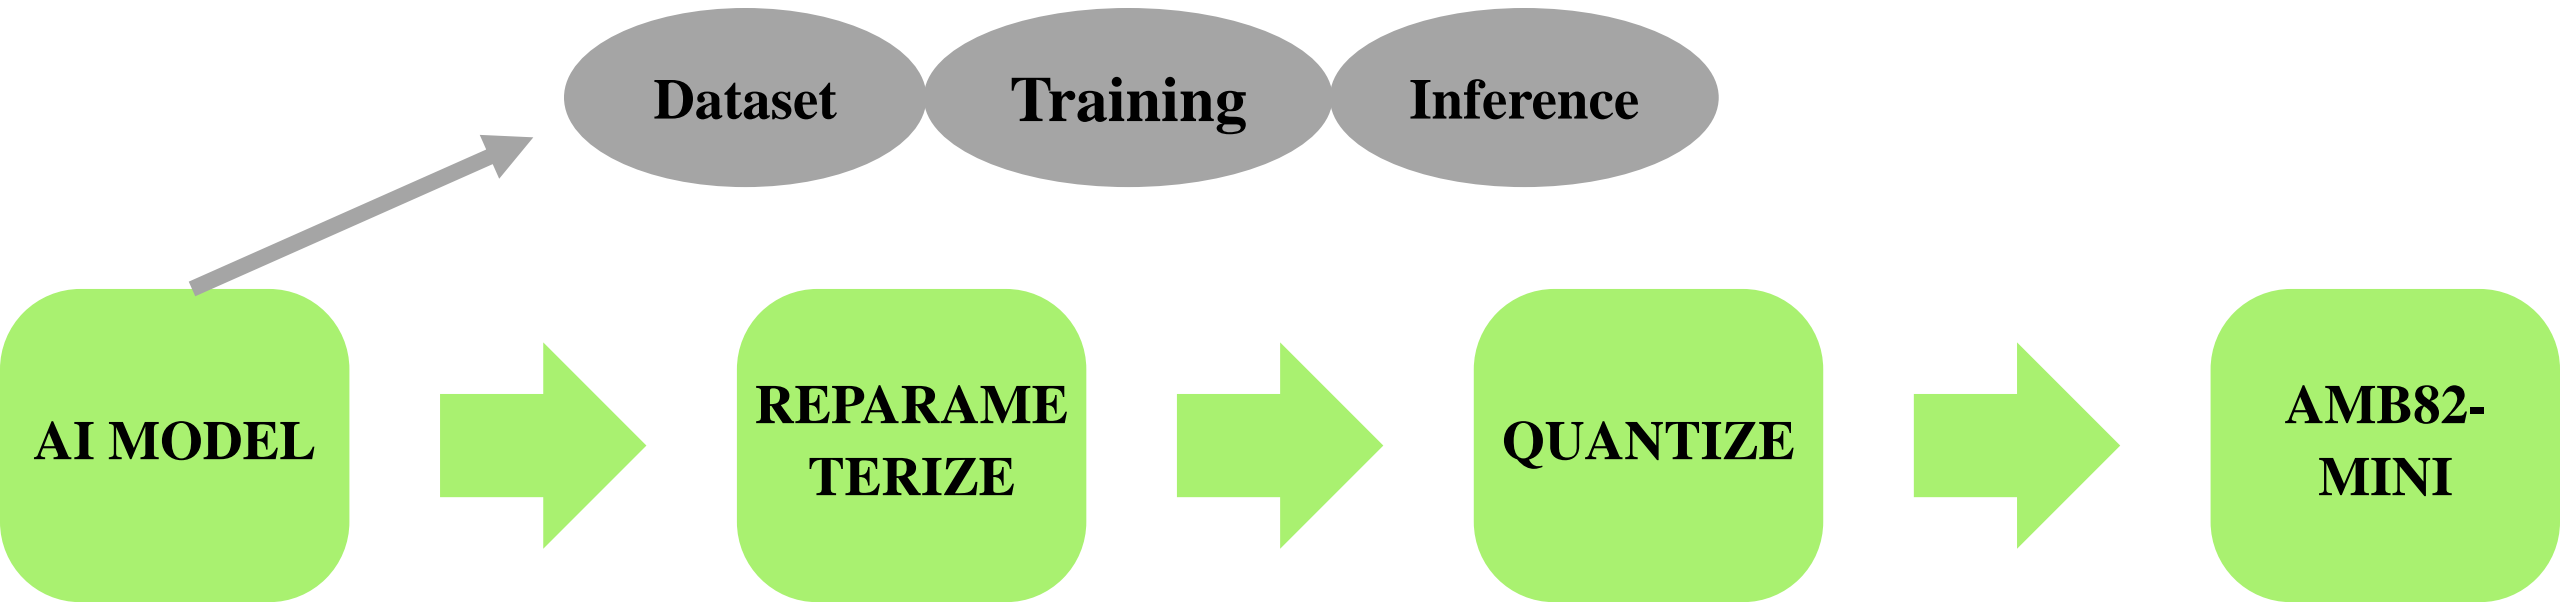 Dataset
Training
Inference
AI MODEL
REPARAME
TERIZE
QUANTIZE
AMB82-
MINI